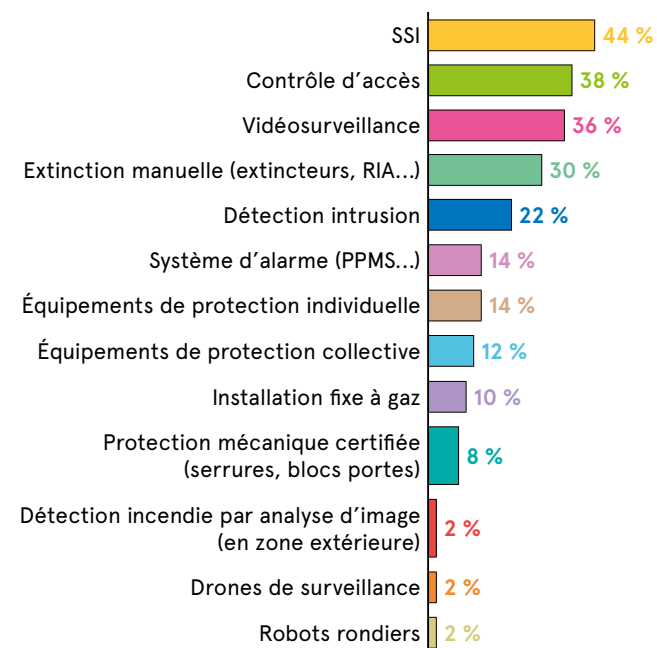 SSI 44 %
Contrôle d’accès 38 %
Vidéosurveillance 36 %
Extinction manuelle (extincteurs, RIA...) 30 %
Détection intrusion 22 %
Système d’alarme (PPMS...) 14 %
Équipements de protection individuelle 14 %
Équipements de protection collective 12 %
Installation fixe à gaz 10 %
Protection mécanique certifiée
(serrures, blocs portes) 8 %
Détection incendie par analyse d’image
(en zone extérieure) 2 %
Drones de surveillance 2 %
Robots rondiers 2 %